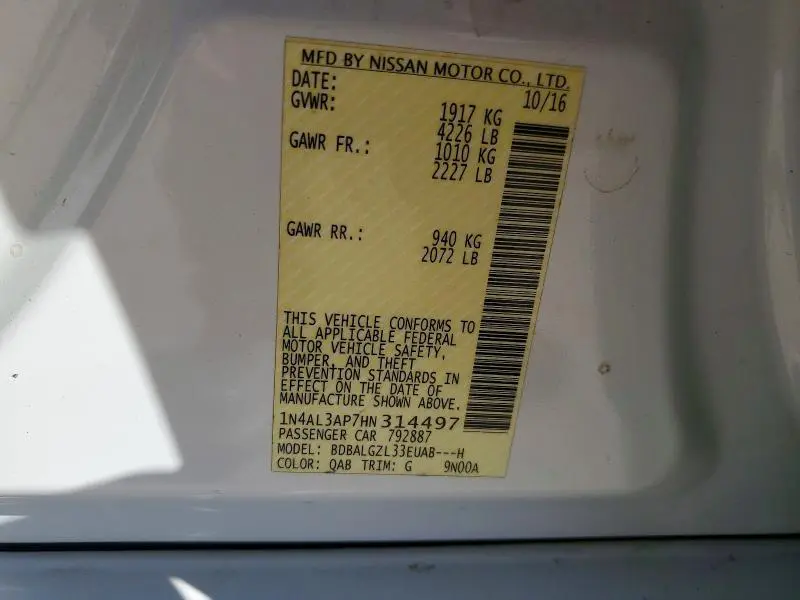 MFD BY NISSAN MOTOR CO., LTD.
DATE: 10/16
GVWR: 1917 KG
4226 LB
GAWR FR.: 1010 KG
2227 LB
GAWR RR.: 940 KG
2072 LB
THIS VEHICLE CONFORMS TO
ALL APPLICABLE FEDERAL
MOTOR VEHICLE SAFETY,
BUMPER, AND THEFT
PREVENTION STANDARDS IN
EFFECT ON THE DATE OF
MANUFACTURE SHOWN ABOVE.
1N4AL3AP7HN314497
PASSENGER CAR 792887
MODEL: BDBALGZL33EUAB---H
COLOR: QAB TRIM: G 9N00A